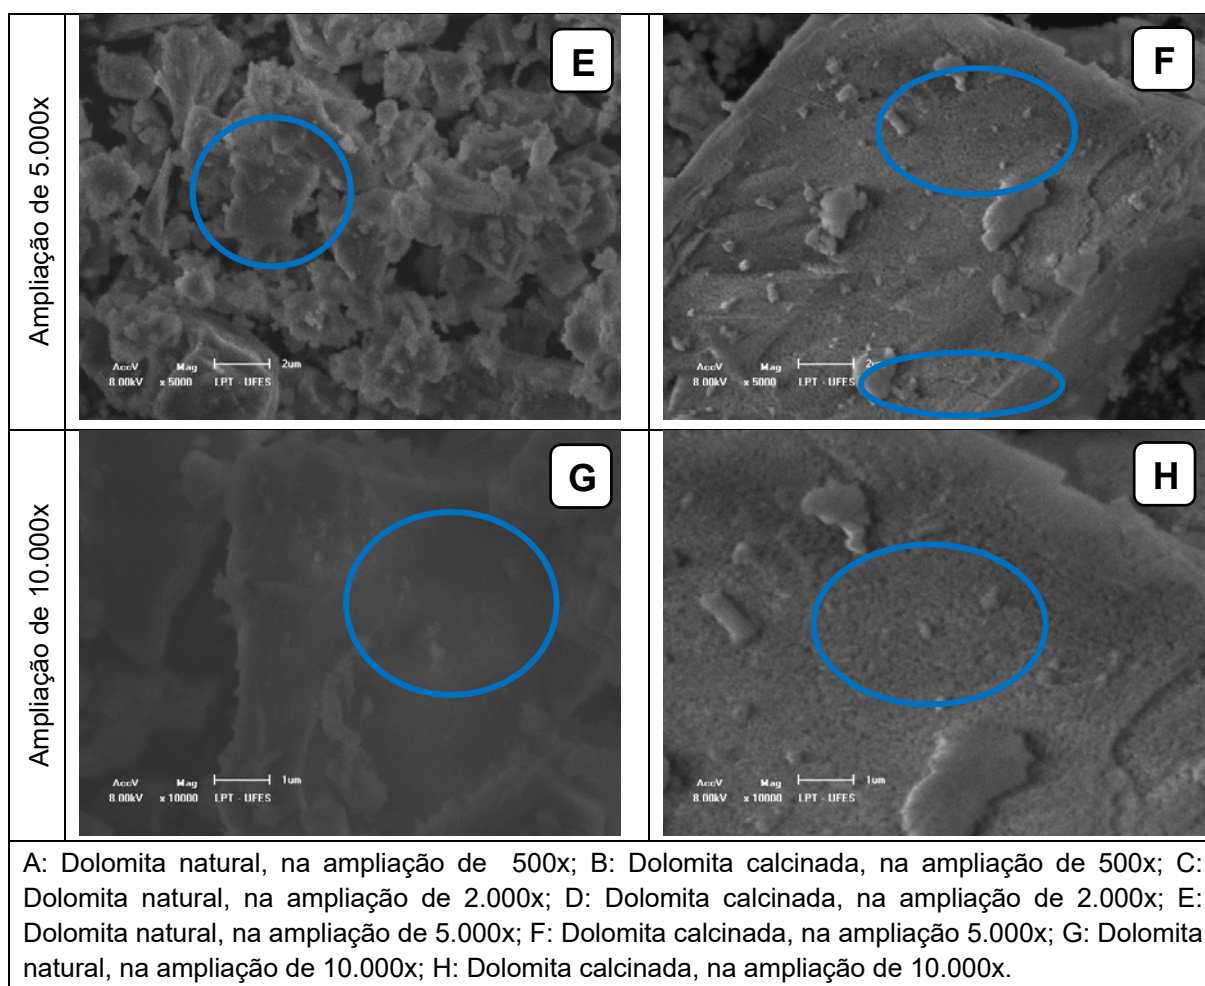 Ampliação de 5.000x
E
AccV Mag 2um
8.00kV x 5000 LPT - UFES
F
AccV Mag 2u
8.00kV x 5000 LPT - UFES
Ampliação de 10.000x
G
AccV Mag 1um
8.00kV x 10000 LPT - UFES
H
AccV Mag 1um
8.00kV x 10000 LPT - UFES
A: Dolomita natural, na ampliação de 500x; B: Dolomita calcinada, na ampliação de 500x; C:
Dolomita natural, na ampliação de 2.000x; D: Dolomita calcinada, na ampliação de 2.000x; E:
Dolomita natural, na ampliação de 5.000x; F: Dolomita calcinada, na ampliação 5.000x; G: Dolomita
natural, na ampliação de 10.000x; H: Dolomita calcinada, na ampliação de 10.000x.